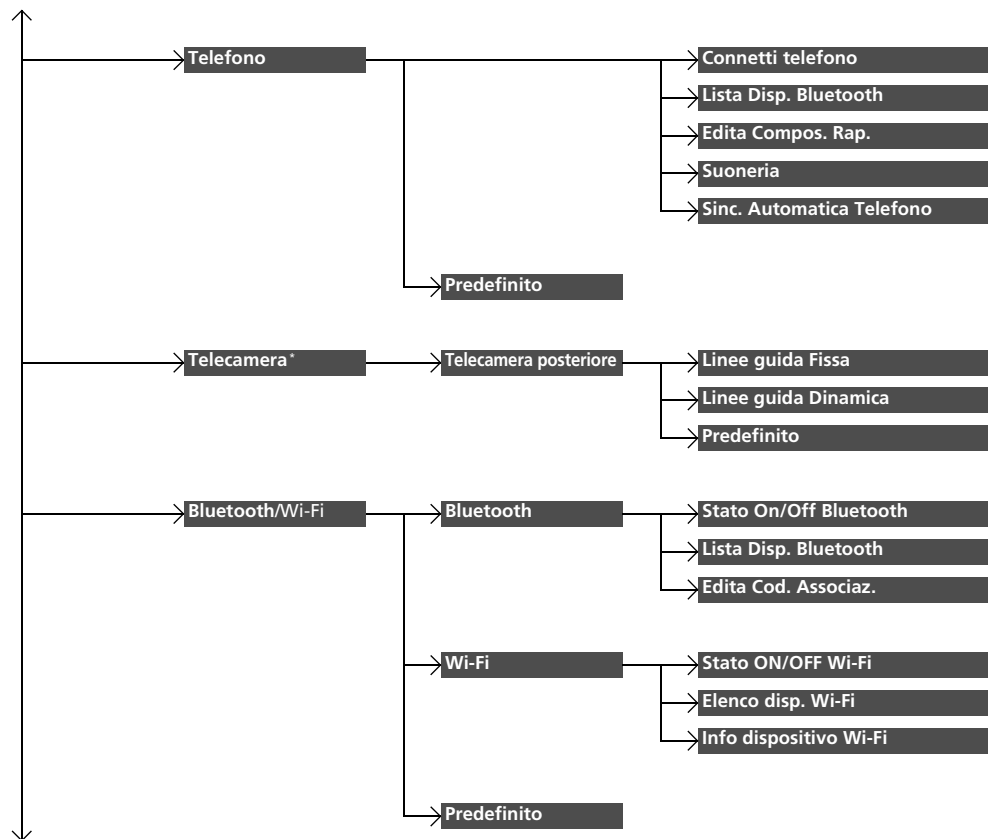 Telefono
Connetti telefono
Lista Disp. Bluetooth
Edita Compos. Rap.
Suoneria
Sinc. Automatica Telefono
Predefinito
Telecamera*
Telecamera posteriore
Linee guida Fissa
Linee guida Dinamica
Predefinito
Bluetooth/Wi-Fi
Bluetooth
Stato On/Off Bluetooth
Lista Disp. Bluetooth
Edita Cod. Associaz.
Wi-Fi
Stato ON/OFF Wi-Fi
Elenco disp. Wi-Fi
Info dispositivo Wi-Fi
Predefinito